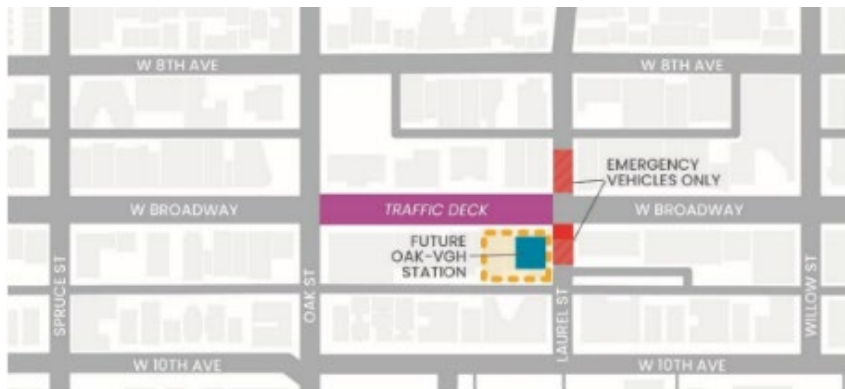 W 8TH AVE
W 8TH AVE
EMERGENCY
VEHICLES ONLY
W BROADWAY
TRAFFIC DECK
W BROADWAY
FUTURE
OAK-VGH
STATION
SPRUCE ST
OAK ST
LAUREL ST
WILLOW ST
W 10TH AVE
W 10TH AVE